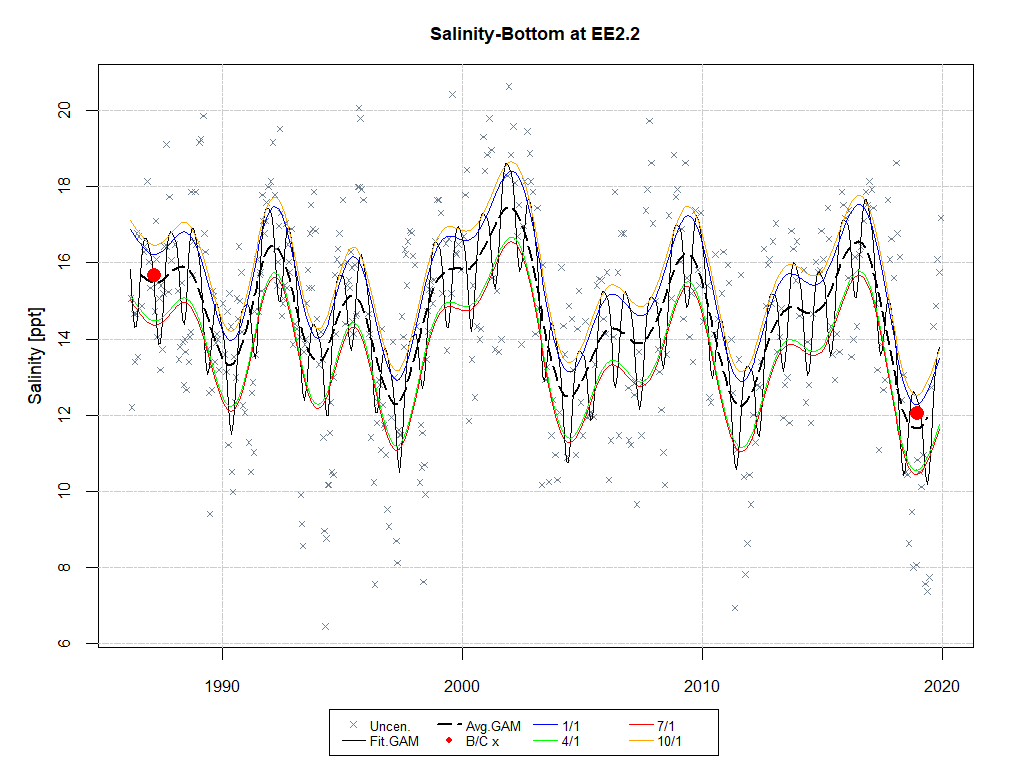 Salinity-Bottom at EE2.2
Salinity [ppt]
20
18
16
14
12
10
8
6
1990 2000 2010 2020
Uncen. Avg.GAM 1/1 7/1
Fit.GAM B/C x 4/1 10/1